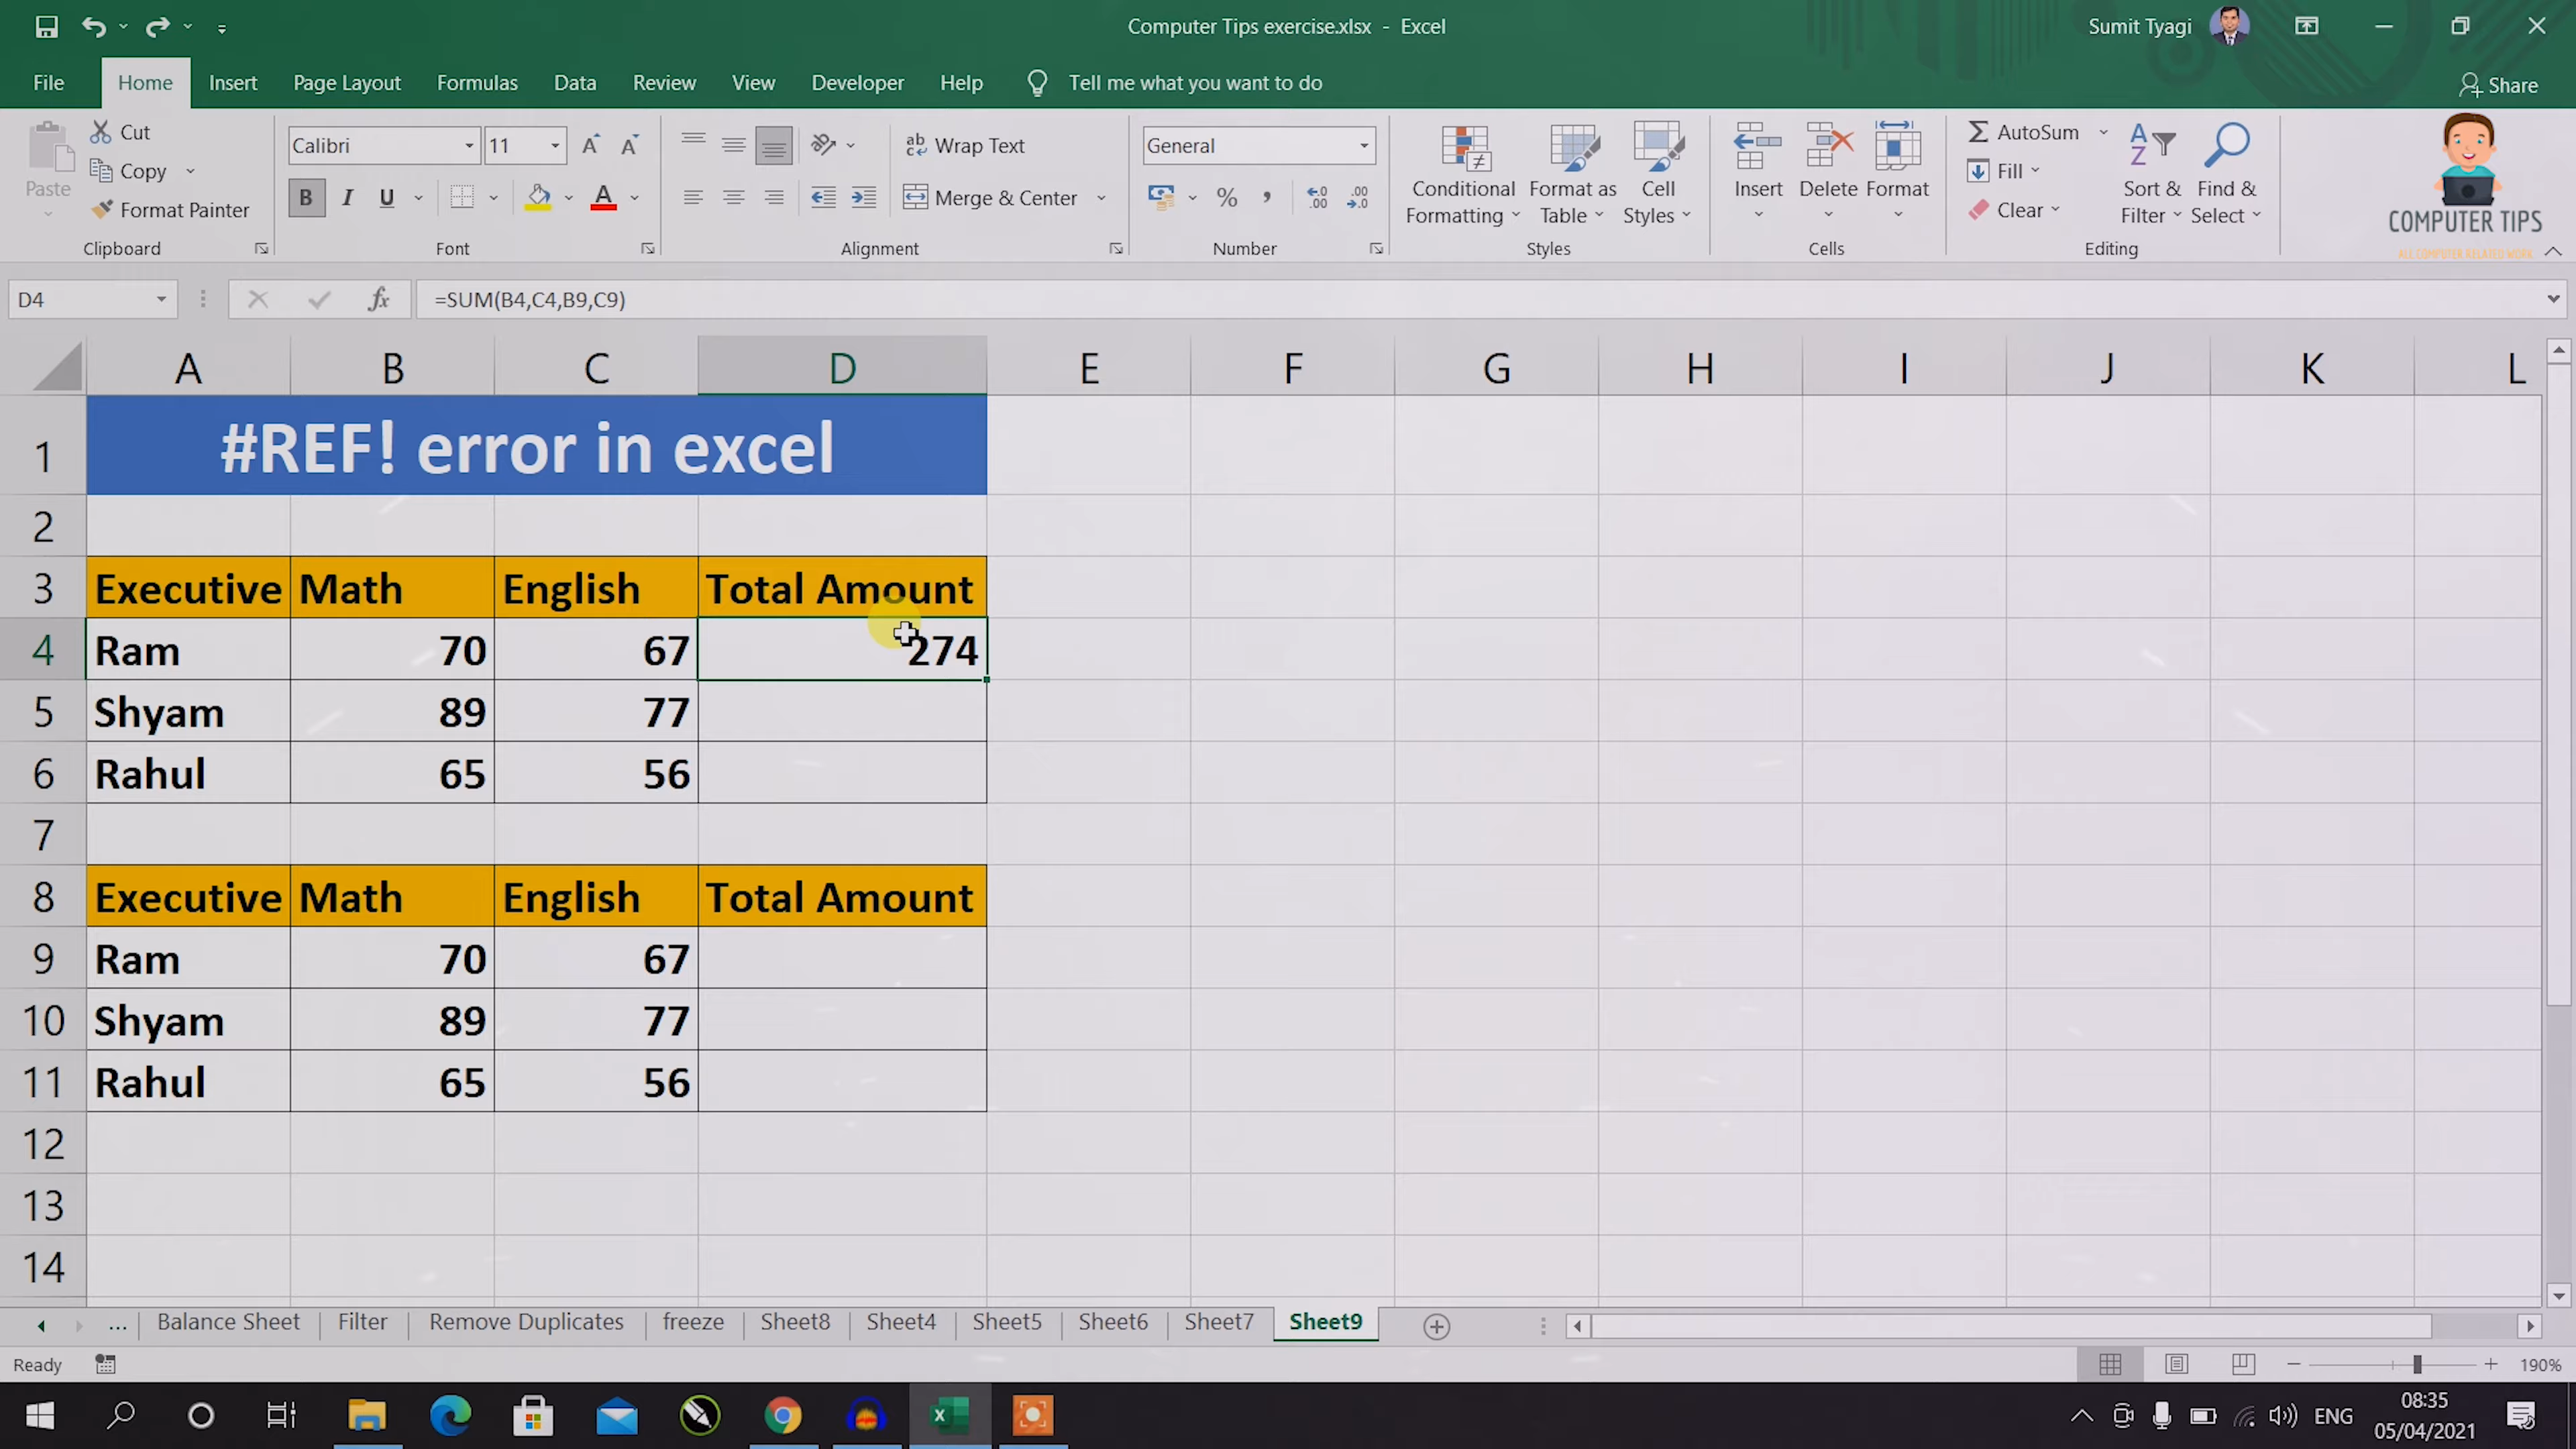 Computer Tips exercise.xlsx - Excel
Sumit Tyagi
File Home Insert Page Layout Formulas Data Review View Developer Help Tell me what you want to do Share
Paste
Cut
Copy
Format Painter
Clipboard
Calibri 11
B I U A
Font
Wrap Text
Merge & Center
Alignment
General
% ,
Number
Conditional Formatting
Format as Table
Cell Styles
Styles
Insert Delete Format
Cells
AutoSum
Fill
Clear
Sort & Filter
Find & Select
Editing
COMPUTER TIPS
ALL COMPUTER RELATED WORK
D4 fx =SUM(B4,C4,B9,C9)
A B C D E F G H I J K L
1 #REF! error in excel
2
3 Executive Math English Total Amount
4 Ram 70 67 274
5 Shyam 89 77
6 Rahul 65 56
7
8 Executive Math English Total Amount
9 Ram 70 67
10 Shyam 89 77
11 Rahul 65 56
12
13
14
... Balance Sheet Filter Remove Duplicates freeze Sheet8 Sheet4 Sheet5 Sheet6 Sheet7 Sheet9
Ready 190%
ENG 08:35
05/04/2021